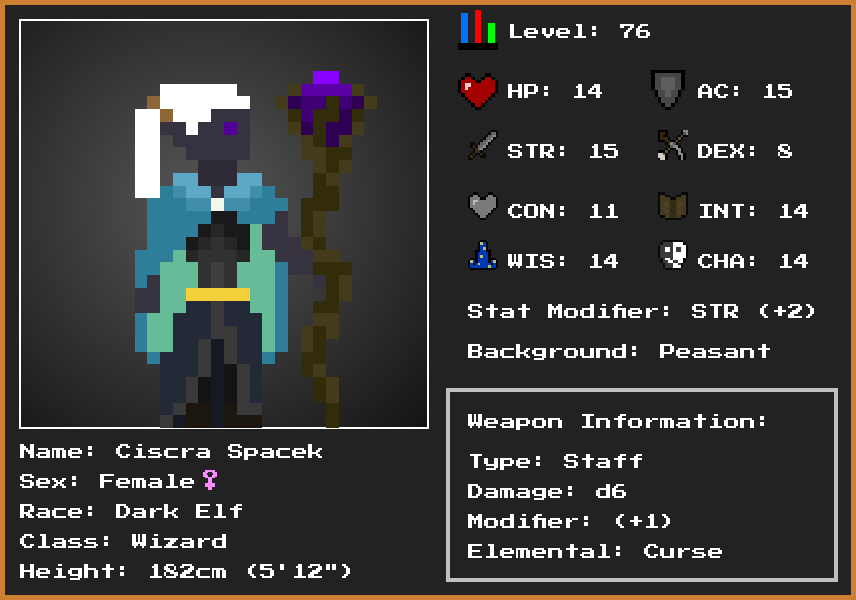 Level: 76
HP: 14
AC: 15
STR: 15
DEX: 8
CON: 11
INT: 14
WIS: 14
CHA: 14
Stat Modifier: STR (+2)
Background: Peasant
Name: Ciscra Spacek
Sex: Female♀
Race: Dark Elf
Class: Wizard
Height: 182cm (5'12")
Weapon Information:
Type: Staff
Damage: d6
Modifier: (+1)
Elemental: Curse